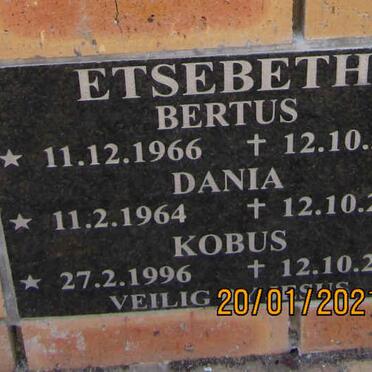 ETSEBETH
BERTUS
★ 11.12.1966 ✝ 12.10.
DANIA
★ 11.2.1964 ✝ 12.10.2
KOBUS
★ 27.2.1996 ✝ 12.10.2
VEILIG
20/01/2021